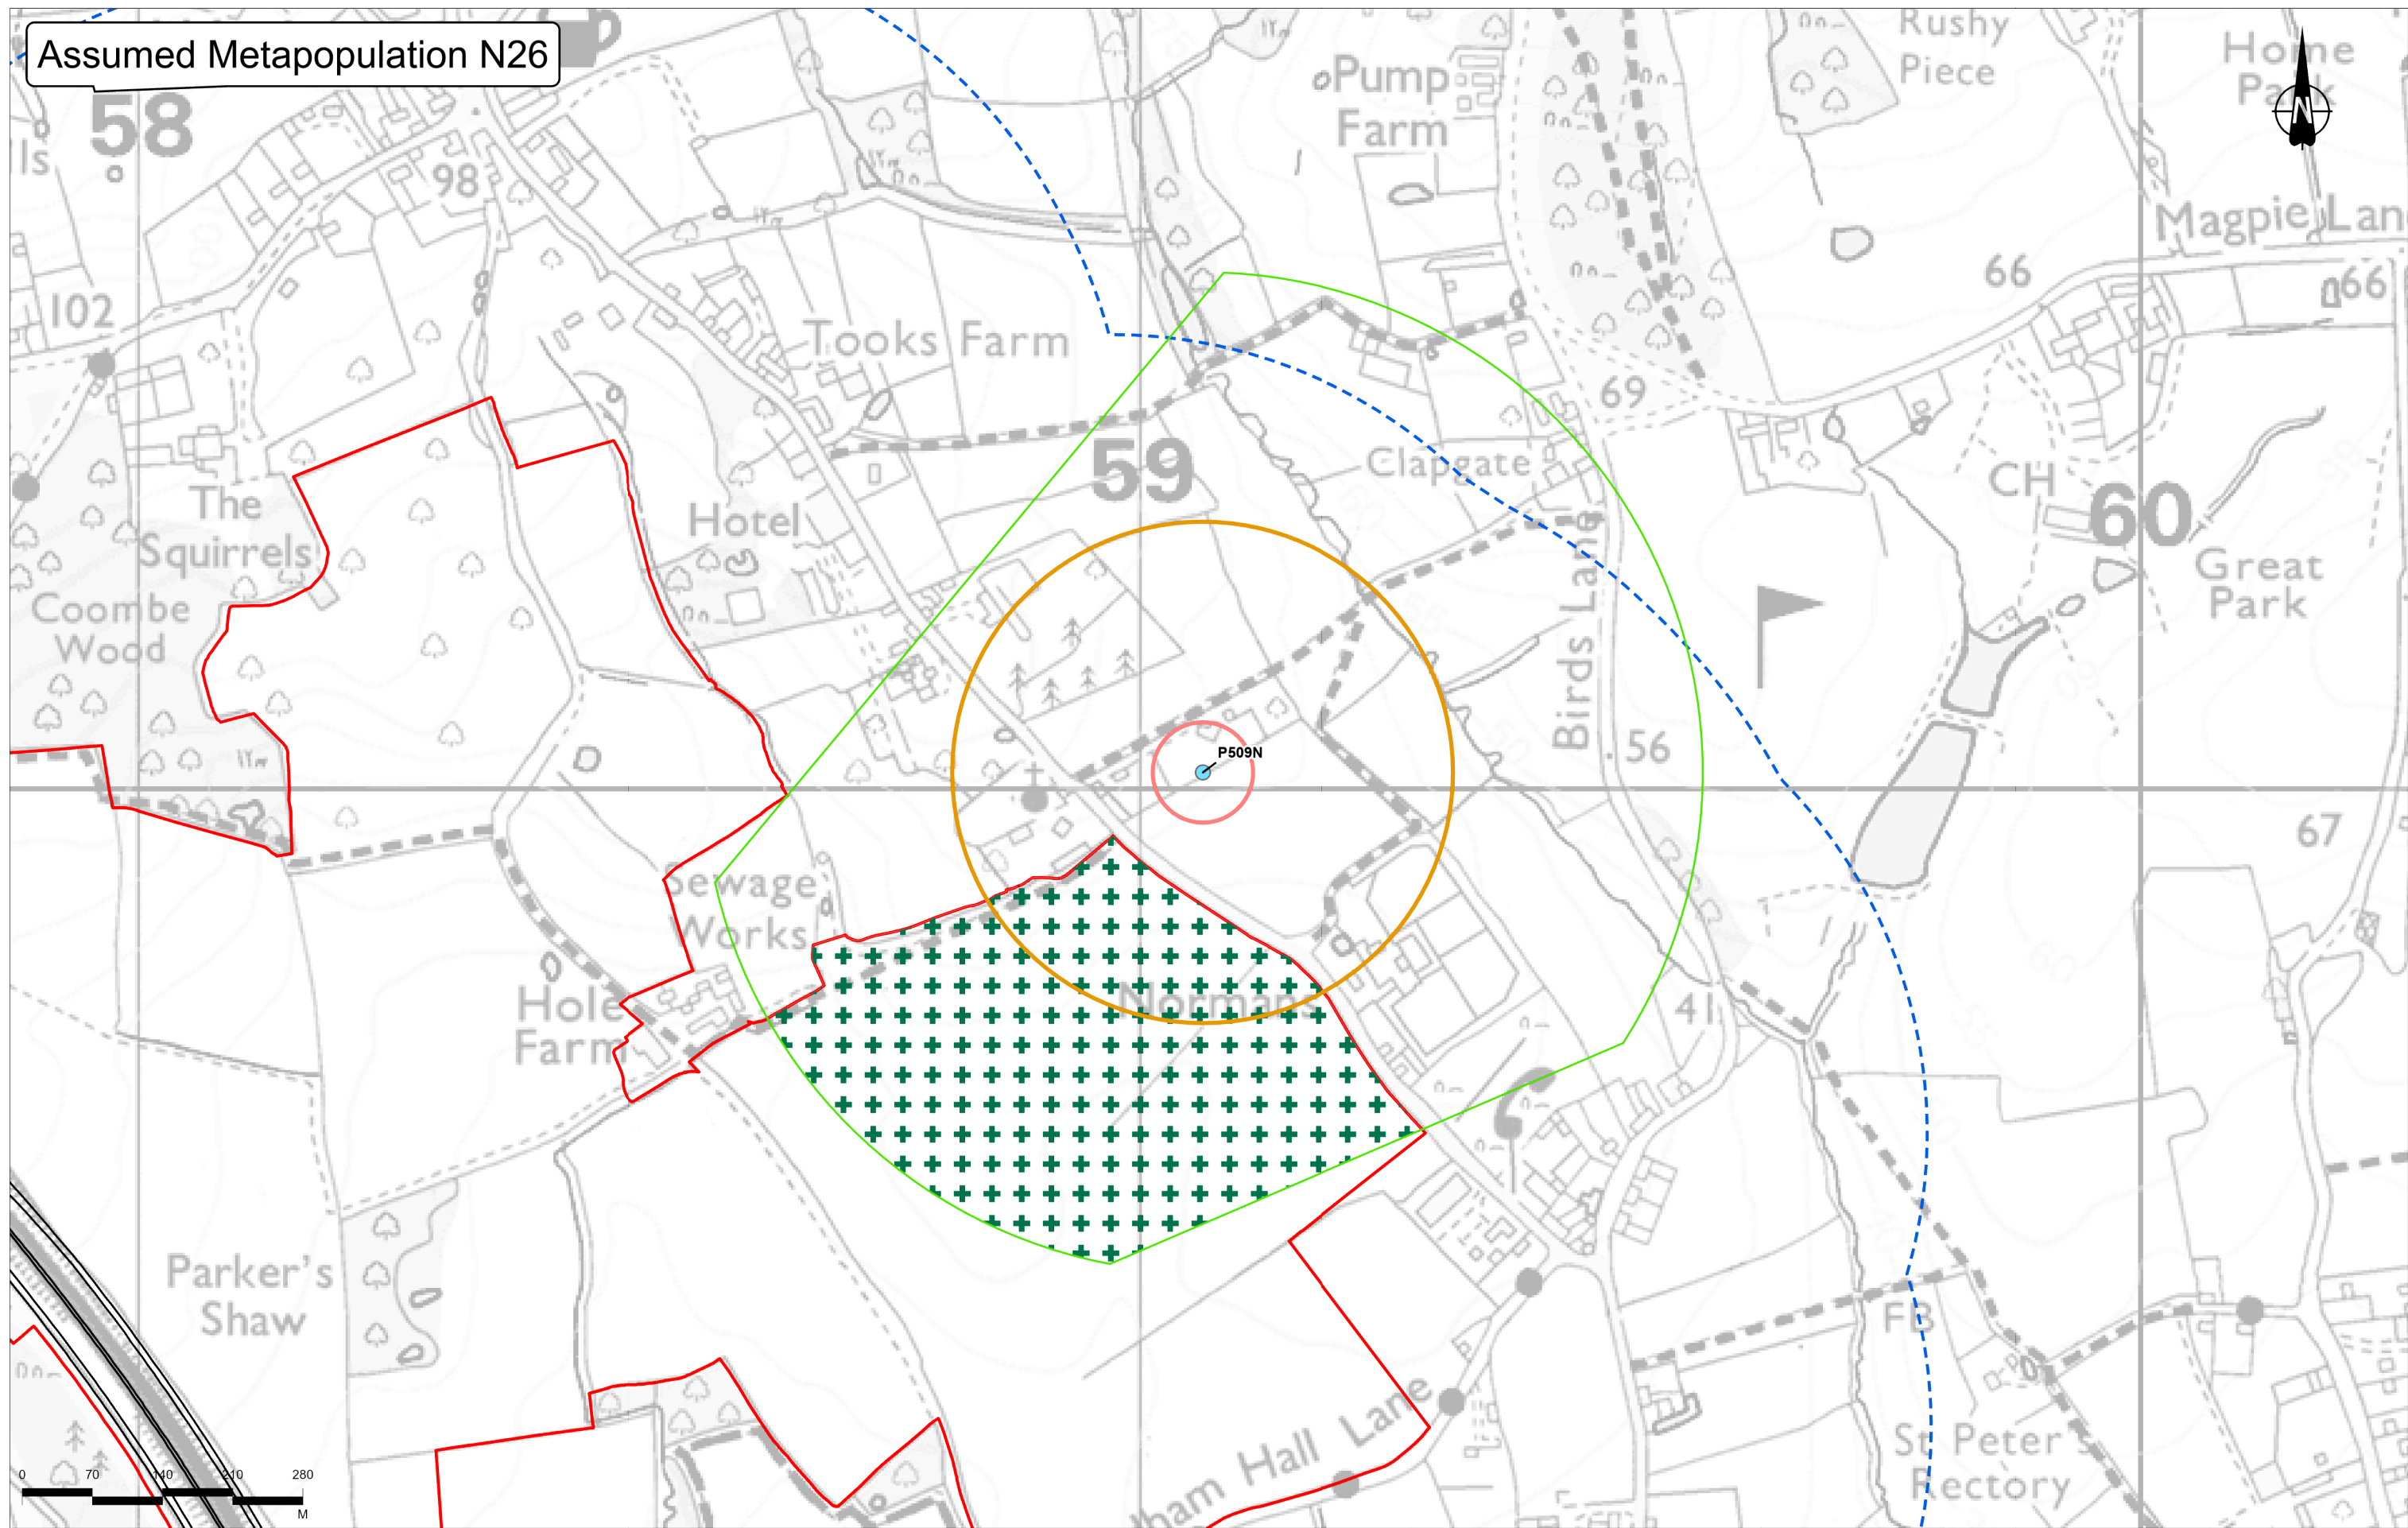 Assumed Metapopulation N26
58
98
102
Pump
Farm
Rushy
Piece
Home
Park
N
Magpie Lan
66
66
Tooks Farm
69
59
Clapgate
CH
60
The
Squirrels
Hotel
Great
Park
Coombe
Wood
Birds Lane
P509N
56
67
Sewage
Works
Hole
Farm
Normans
41
Parker's
Shaw
FB
ham Hall Lane
St Peter's
Rectory
0 70 140 210 280
M